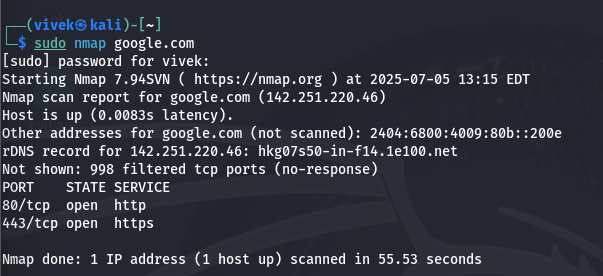 ┌──(vivek㉿kali)-[~]
└─$ sudo nmap google.com
[sudo] password for vivek:
Starting Nmap 7.94SVN ( https://nmap.org ) at 2025-07-05 13:15 EDT
Nmap scan report for google.com (142.251.220.46)
Host is up (0.0083s latency).
Other addresses for google.com (not scanned): 2404:6800:4009:80b::200e
rDNS record for 142.251.220.46: hkg07s50-in-f14.1e100.net
Not shown: 998 filtered tcp ports (no-response)
PORT    STATE SERVICE
80/tcp  open  http
443/tcp open  https

Nmap done: 1 IP address (1 host up) scanned in 55.53 seconds